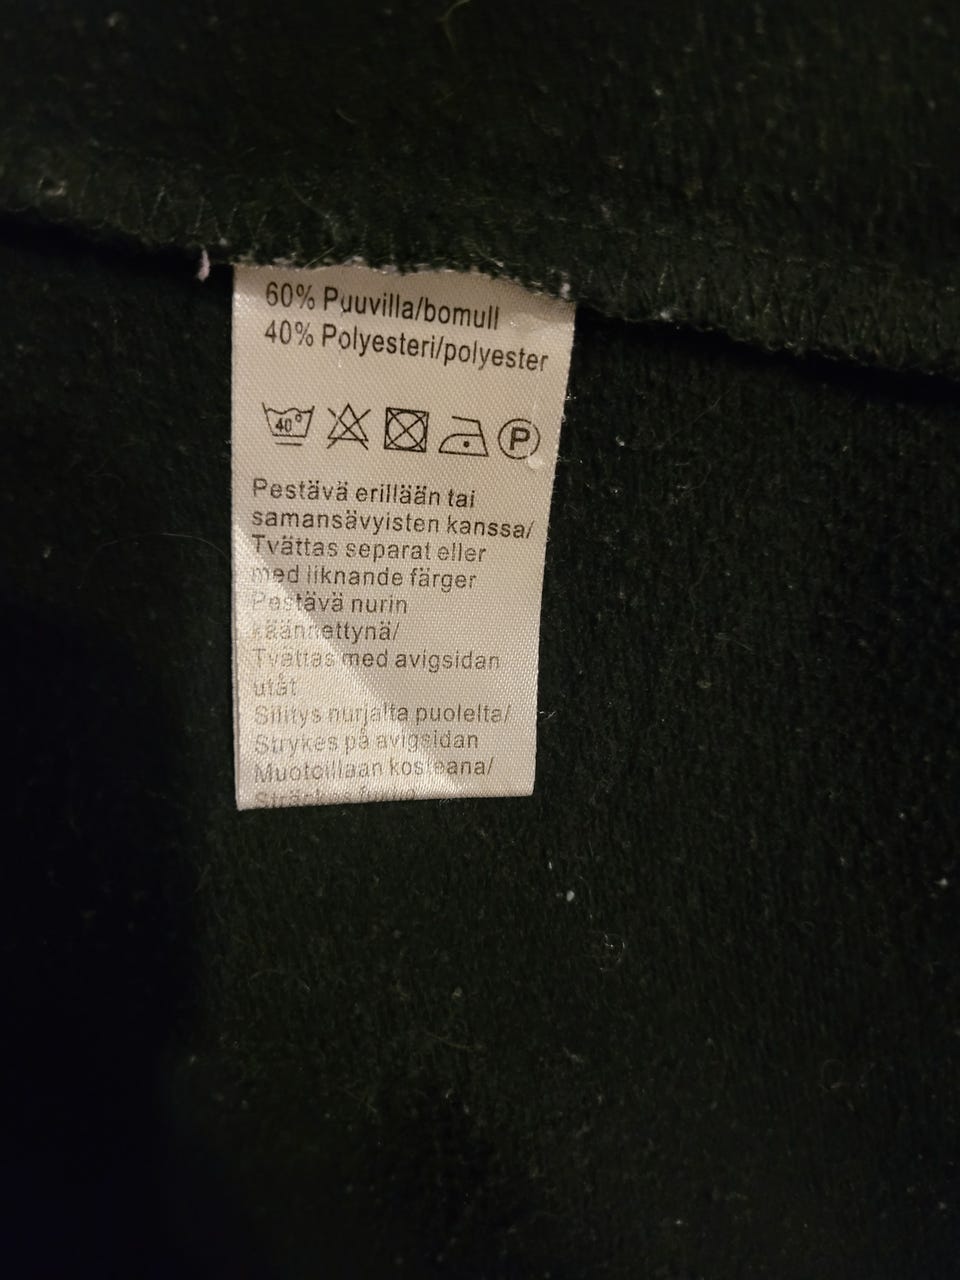 60% Puuvilla/bomull
40% Polyesteri/polyester
40° P
Pestävä erillään tai
samansävyisten kanssa/
Tvättas separat eller
med liknande färger
Pestävä nurin
käännettynä/
Tvättas med avigsidan
utåt
Silitys nurjalta puolelta/
Strykes på avigsidan
Muotoillaan kosteana/